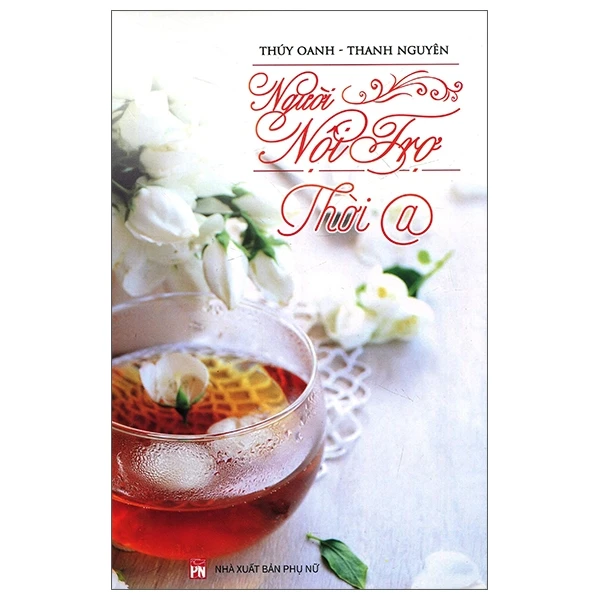 THÚY OANH - THANH NGUYÊN
Người
Nội Trợ
Thời @
PN
NHÀ XUẤT BẢN PHỤ NỮ